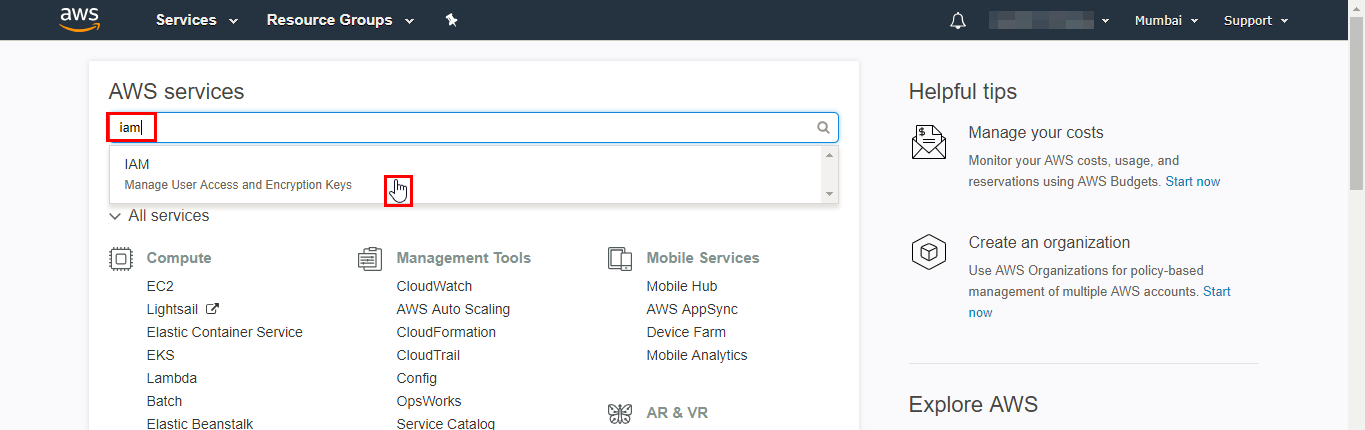 aws
Services
Resource Groups
Mumbai
Support
AWS services
iam
IAM
Manage User Access and Encryption Keys
All services
Compute
EC2
Lightsail
Elastic Container Service
EKS
Lambda
Batch
Elastic Beanstalk
Management Tools
CloudWatch
AWS Auto Scaling
CloudFormation
CloudTrail
Config
OpsWorks
Service Catalog
Mobile Services
Mobile Hub
AWS AppSync
Device Farm
Mobile Analytics
AR & VR
Helpful tips
Manage your costs
Monitor your AWS costs, usage, and
reservations using AWS Budgets. Start now
Create an organization
Use AWS Organizations for policy-based
management of multiple AWS accounts. Start
now
Explore AWS